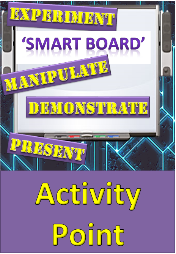 EXPERIMENT
'SMART BOARD'
MANIPULATE
DEMONSTRATE
PRESENT
Activity
Point